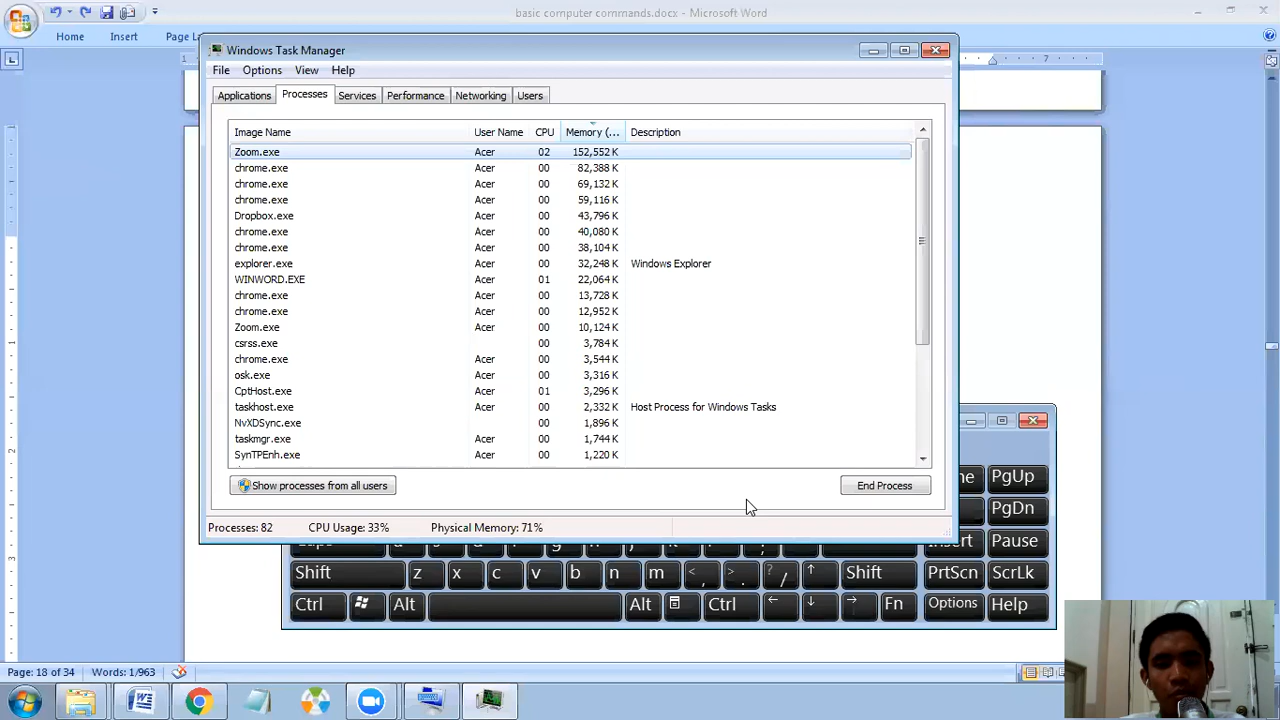 basic computer commands.docx - Microsoft Word
Home Insert Page La
Windows Task Manager
File Options View Help
Applications Processes Services Performance Networking Users
Image Name User Name CPU Memory (... Description
Zoom.exe Acer 02 152,552 K
chrome.exe Acer 00 82,388 K
chrome.exe Acer 00 69,132 K
chrome.exe Acer 00 59,116 K
Dropbox.exe Acer 00 43,796 K
chrome.exe Acer 00 40,080 K
chrome.exe Acer 00 38,104 K
explorer.exe Acer 00 32,248 K Windows Explorer
WINWORD.EXE Acer 01 22,064 K
chrome.exe Acer 00 13,728 K
chrome.exe Acer 00 12,952 K
Zoom.exe Acer 00 10,124 K
csrss.exe 00 3,784 K
chrome.exe Acer 00 3,544 K
osk.exe Acer 00 3,316 K
CptHost.exe Acer 01 3,296 K
taskhost.exe Acer 00 2,332 K Host Process for Windows Tasks
NvXDSync.exe 00 1,896 K
taskmgr.exe Acer 00 1,744 K
SynTPEnh.exe Acer 00 1,220 K
Show processes from all users End Process
Processes: 82 CPU Usage: 33% Physical Memory: 71%
me PgUp
PgDn
Insert Pause
Shift z x c v b n m < , > . ? / ↑ Shift PrtScn ScrLk
Ctrl Alt Alt Ctrl ← ↓ → Fn Options Help
Page: 18 of 34 Words: 1/963